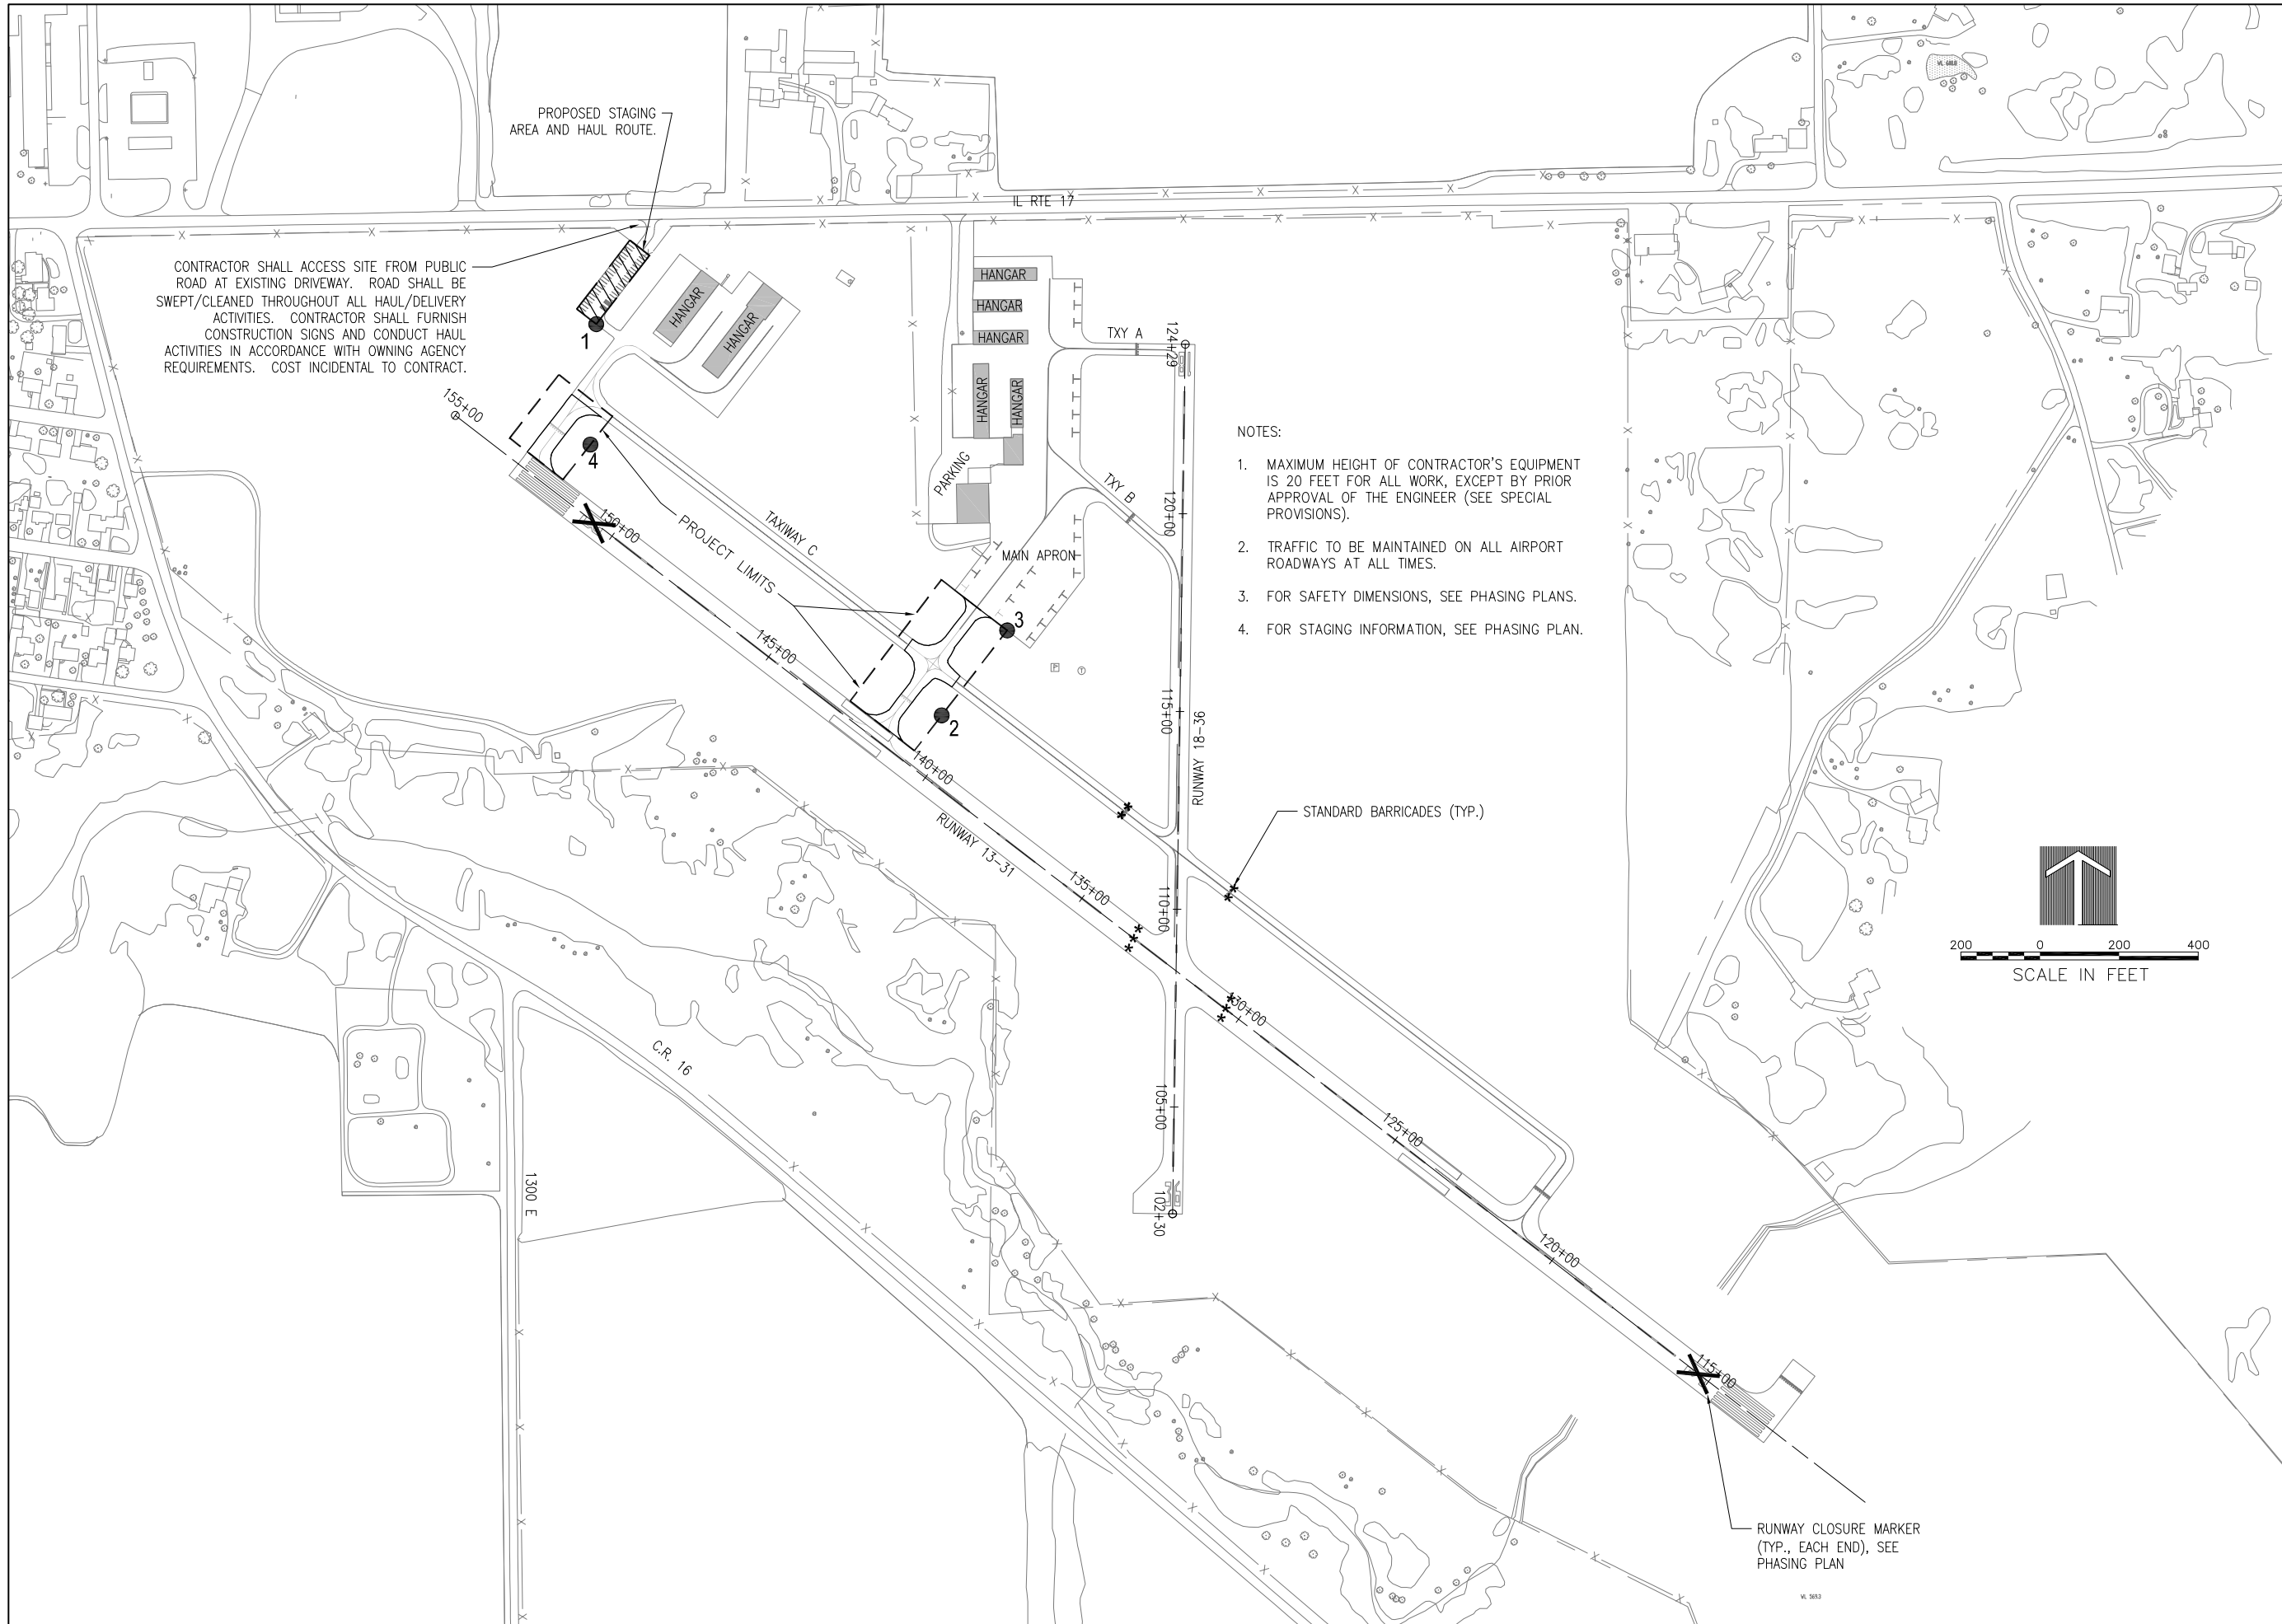 WL 680.8
PROPOSED STAGING
AREA AND HAUL ROUTE.
IL RTE 17
CONTRACTOR SHALL ACCESS SITE FROM PUBLIC
ROAD AT EXISTING DRIVEWAY. ROAD SHALL BE
SWEPT/CLEANED THROUGHOUT ALL HAUL/DELIVERY
ACTIVITIES. CONTRACTOR SHALL FURNISH
CONSTRUCTION SIGNS AND CONDUCT HAUL
ACTIVITIES IN ACCORDANCE WITH OWNING AGENCY
REQUIREMENTS. COST INCIDENTAL TO CONTRACT.
1
HANGAR
HANGAR
HANGAR
HANGAR
HANGAR
HANGAR
HANGAR
TXY A
124+29
155+00
4
PARKING
TXY B
120+00
150+00
PROJECT LIMITS
TAXIWAY C
MAIN APRON
NOTES:
1. MAXIMUM HEIGHT OF CONTRACTOR'S EQUIPMENT
IS 20 FEET FOR ALL WORK, EXCEPT BY PRIOR
APPROVAL OF THE ENGINEER (SEE SPECIAL
PROVISIONS).
2. TRAFFIC TO BE MAINTAINED ON ALL AIRPORT
ROADWAYS AT ALL TIMES.
3. FOR SAFETY DIMENSIONS, SEE PHASING PLANS.
4. FOR STAGING INFORMATION, SEE PHASING PLAN.
3
145+00
P
T
2
115+00
RUNWAY 18-36
140+00
RUNWAY 13-31
STANDARD BARRICADES (TYP.)
135+00
110+00
130+00
200 0 200 400
SCALE IN FEET
C.R. 16
105+00
125+00
1300 E
36
102+30
120+00
115+00
RUNWAY CLOSURE MARKER
(TYP., EACH END), SEE
PHASING PLAN